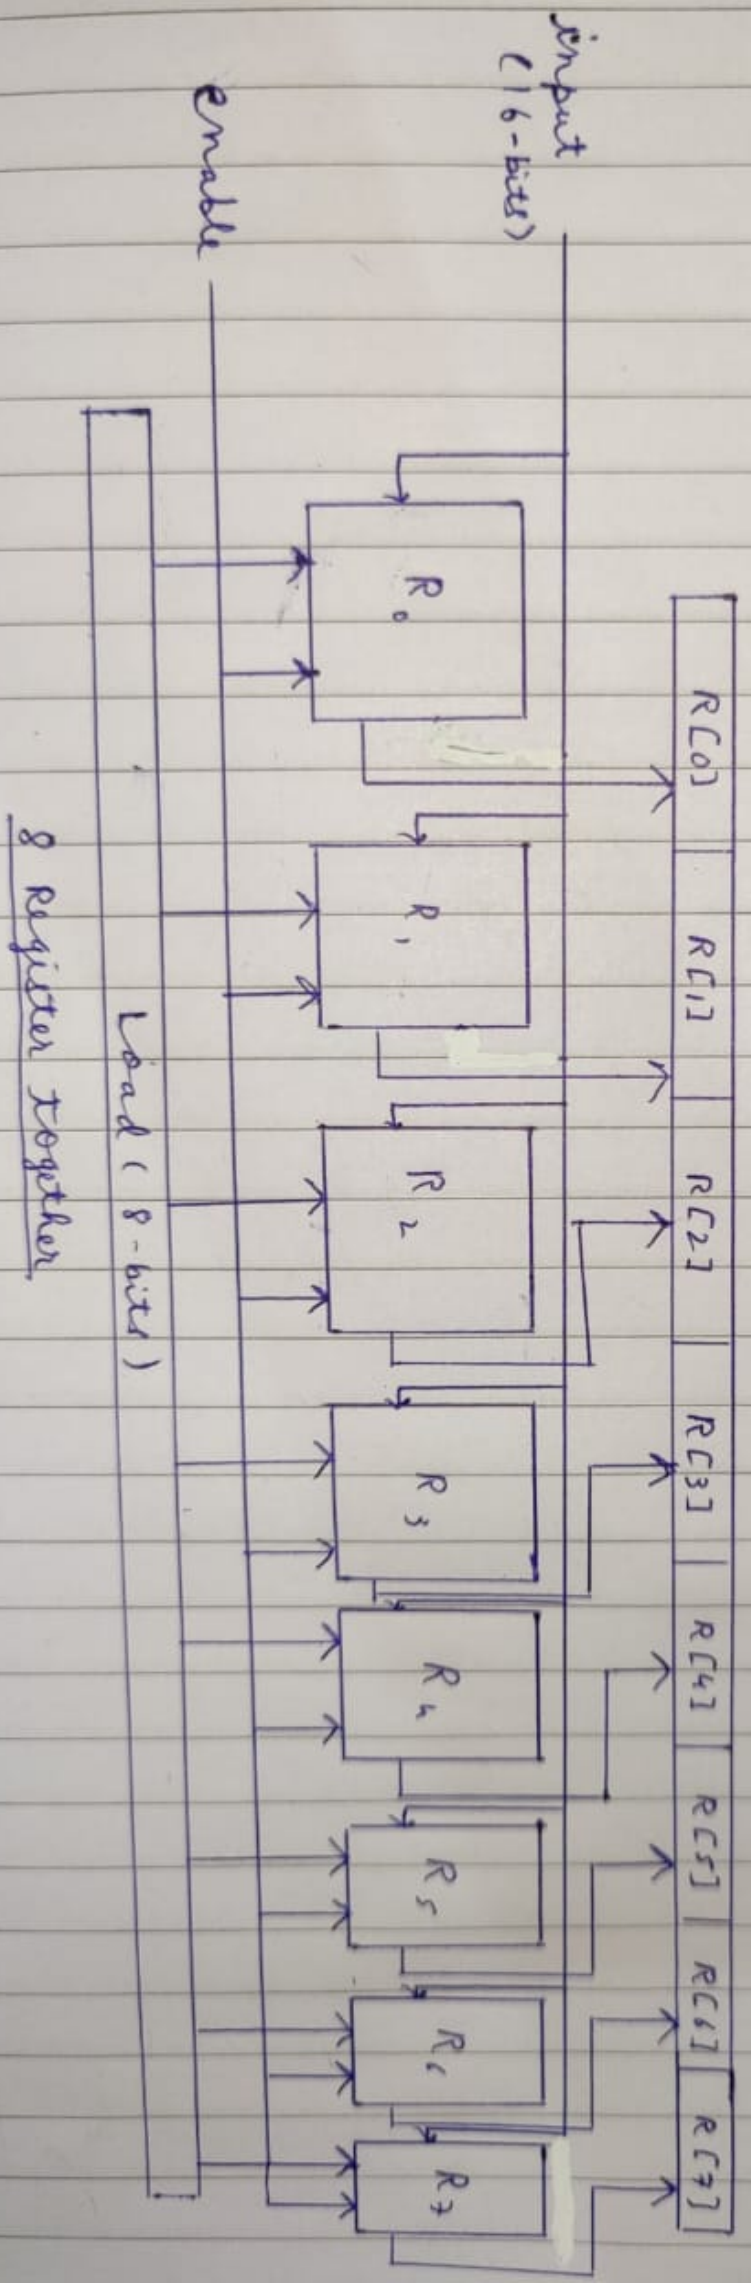 R[0] R[1] R[2] R[3] R[4] R[5] R[6] R[7]
input
(16-bits)
R0 R1 R2 R3 R4 R5 R6 R7
enable
Load (8-bits)
8 Register together